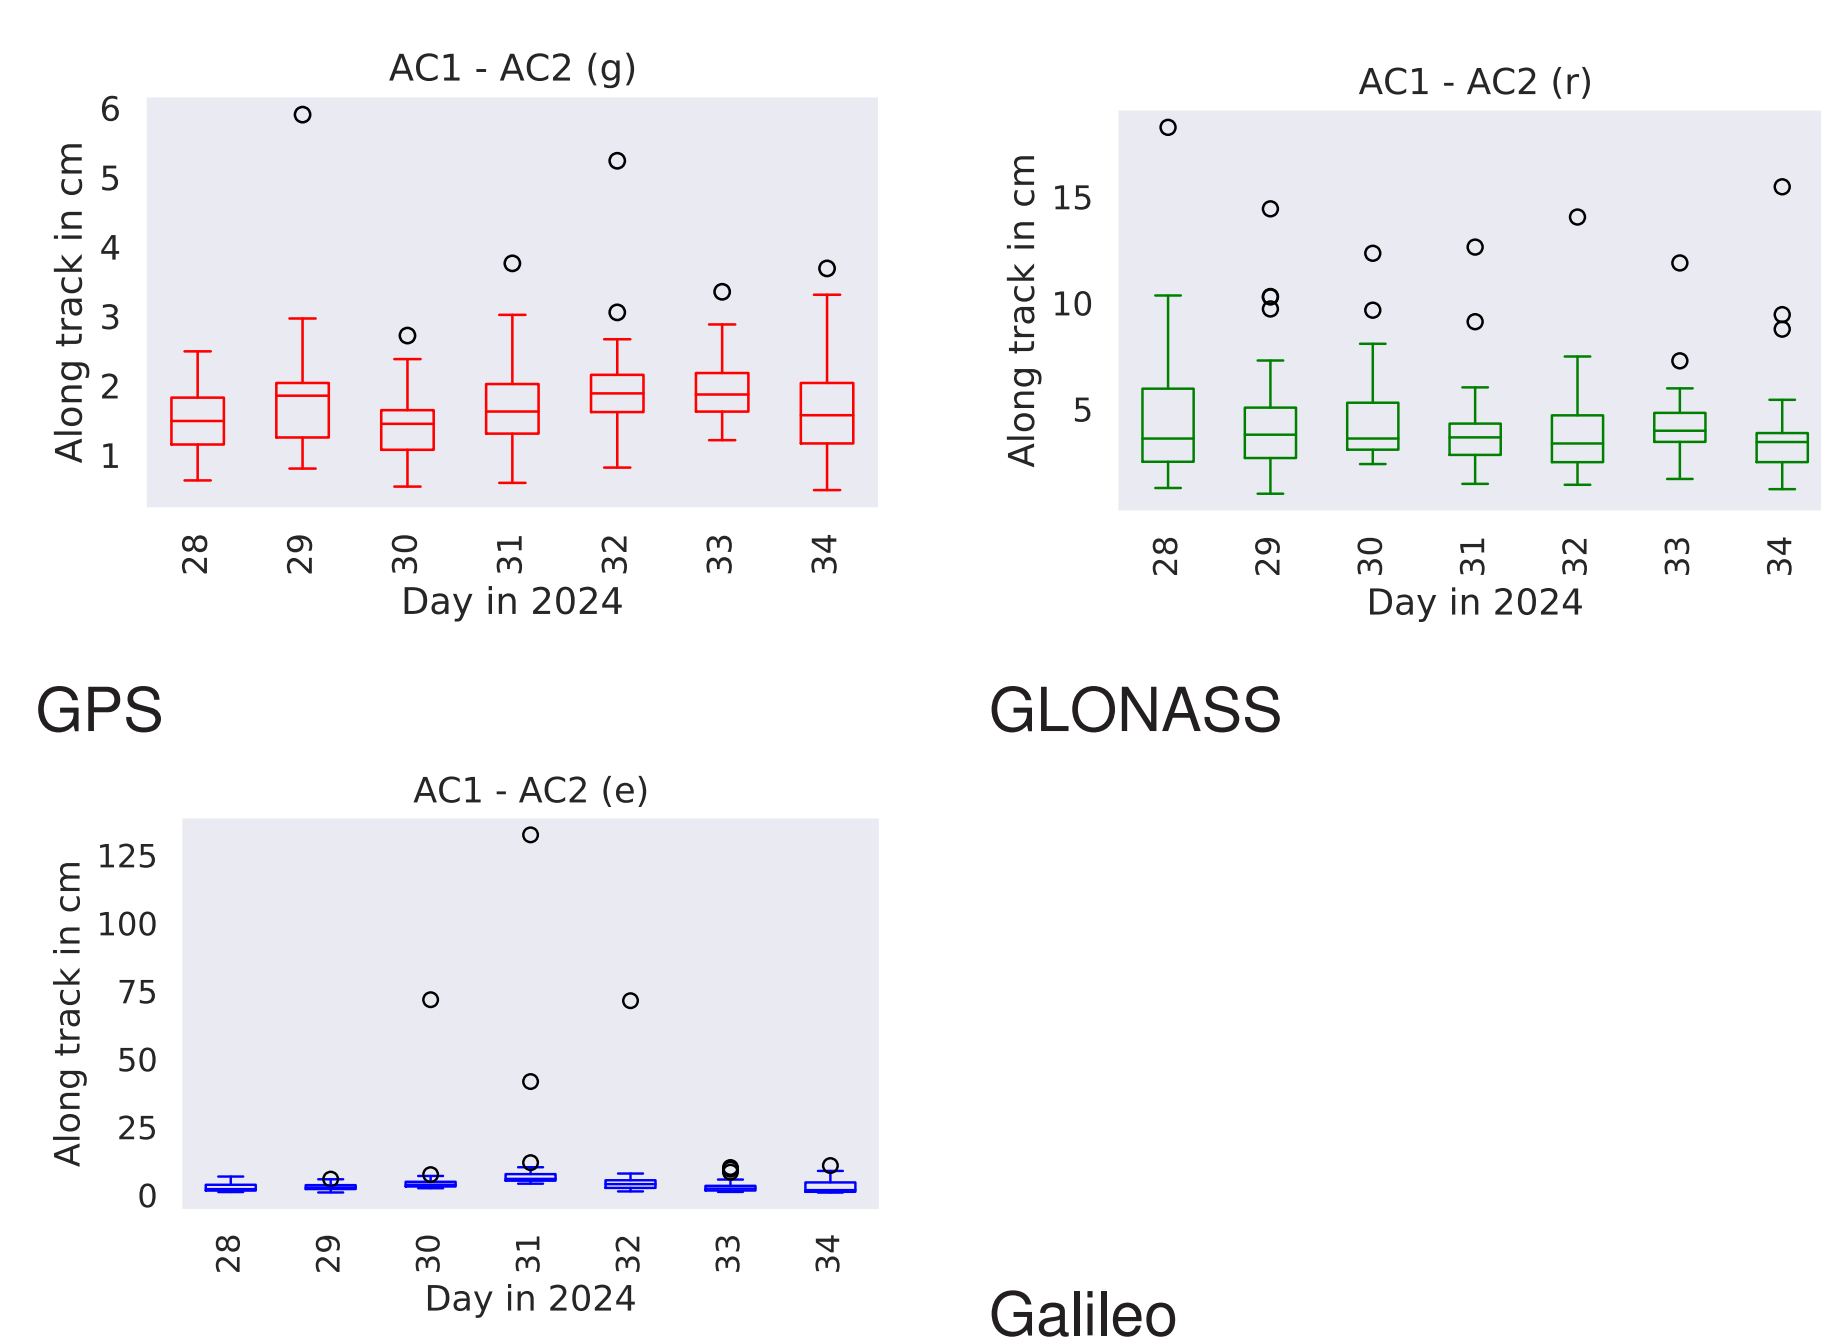 AC1 - AC2 (g)
Along track in cm
6
5
4
3
2
1
28 29 30 31 32 33 34
Day in 2024
GPS
AC1 - AC2 (r)
Along track in cm
15
10
5
28 29 30 31 32 33 34
Day in 2024
GLONASS
AC1 - AC2 (e)
Along track in cm
125
100
75
50
25
0
28 29 30 31 32 33 34
Day in 2024
Galileo